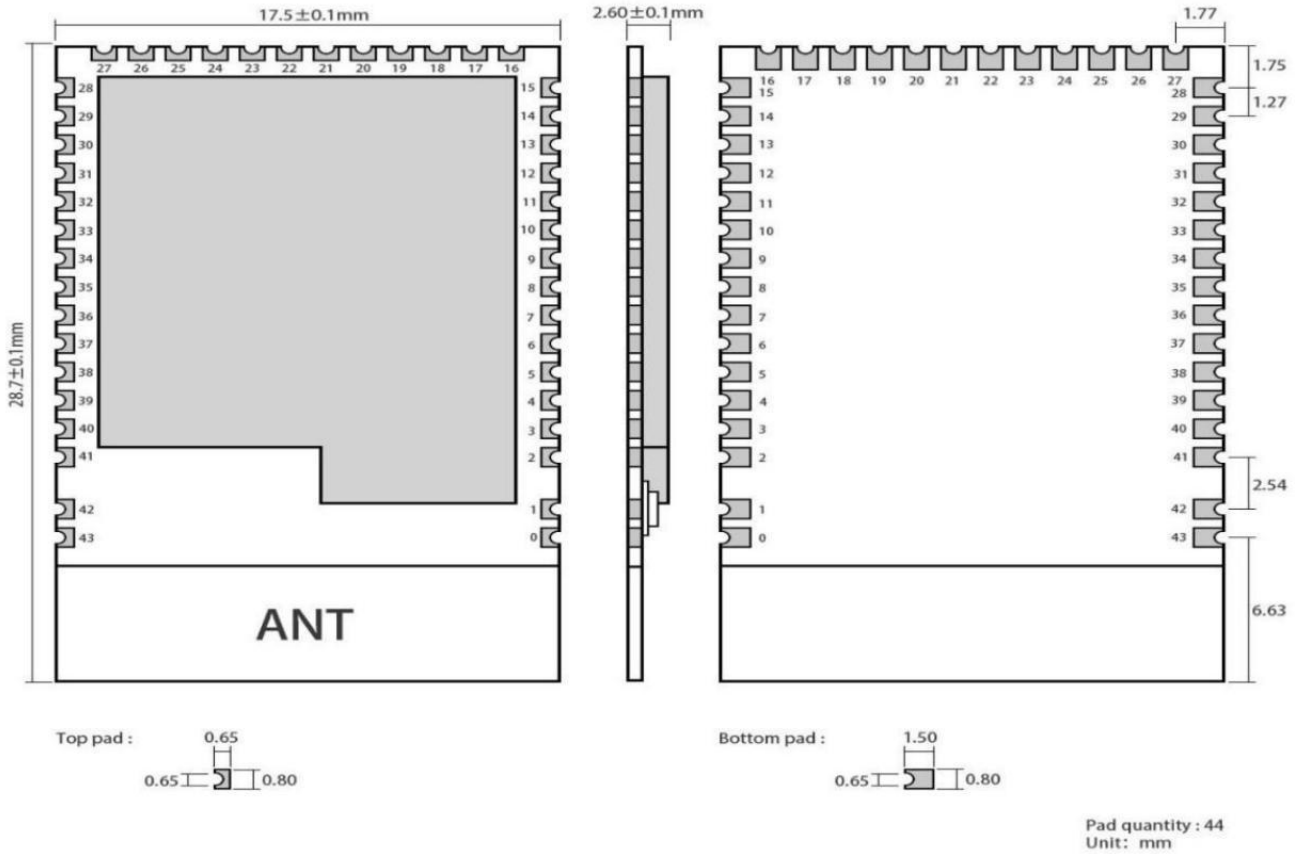 17.5±0.1mm 2.60±0.1mm 1.77
27 26 25 24 23 22 21 20 19 18 17 16 16 17 18 19 20 21 22 23 24 25 26 27
1.75
28 15 15 28
29 14 14 29 1.27
30 13 13 30
31 12 12 31
32 11 11 32
33 10 10 33
34 9 9 34
35 8 8 35
36 7 7 36
37 6 6 37
28.7±0.1mm
38 5 5 38
39 4 4 39
40 3 3 40
41 2 2 41
2.54
42 1 1 42
43 0 0 43
6.63
ANT
Top pad : 0.65 Bottom pad : 1.50
0.65 0.80 0.65 0.80
Pad quantity : 44
Unit: mm